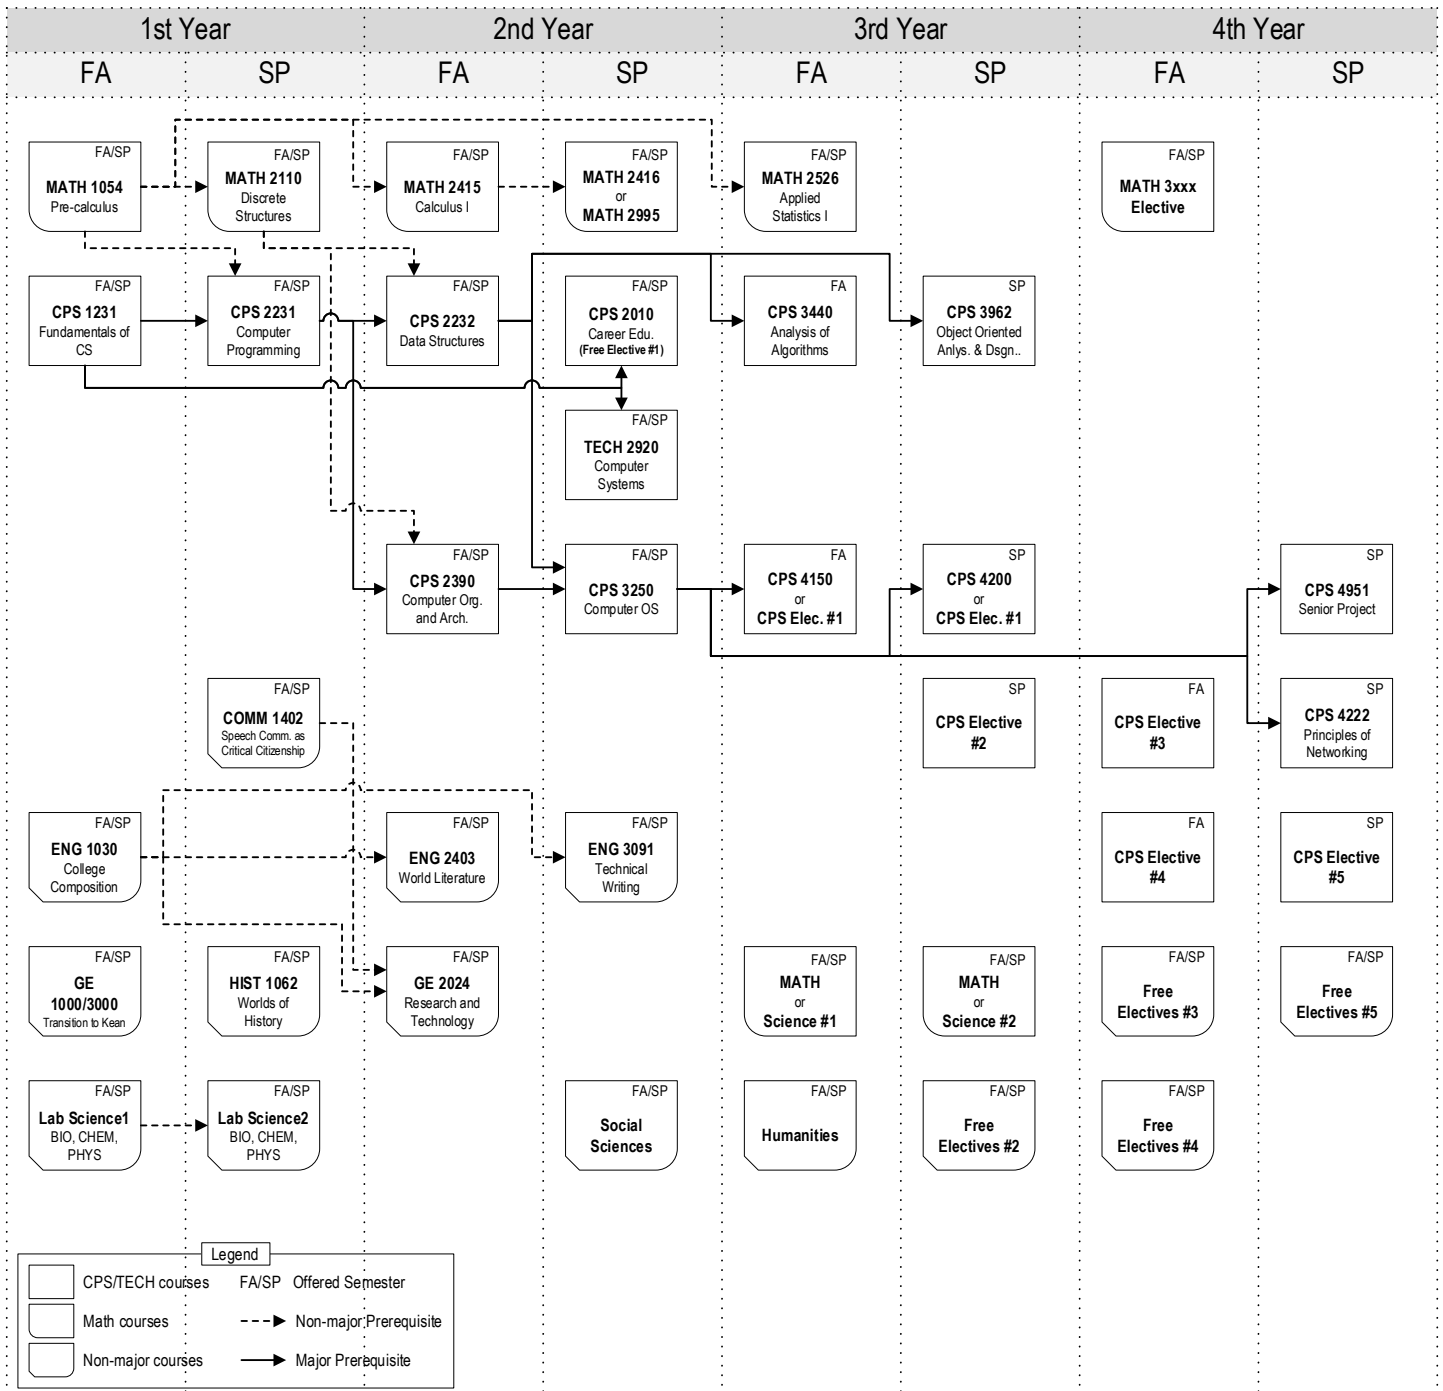 1st Year
2nd Year
3rd Year
4th Year
FA
SP
FA
SP
FA
SP
FA
SP
FA/SP
MATH 1054
Pre-calculus
FA/SP
MATH 2110
Discrete
Structures
FA/SP
MATH 2415
Calculus I
FA/SP
MATH 2416
or
MATH 2995
FA/SP
MATH 2526
Applied
Statistics I
FA/SP
MATH 3xxx
Elective
FA/SP
CPS 1231
Fundamentals of
CS
FA/SP
CPS 2231
Computer
Programming
FA/SP
CPS 2232
Data Structures
FA/SP
CPS 2010
Career Edu.
(Free Elective #1)
FA
CPS 3440
Analysis of
Algorithms
SP
CPS 3962
Object Oriented
Anlys. & Dsgn..
FA/SP
TECH 2920
Computer
Systems
FA/SP
CPS 2390
Computer Org.
and Arch.
FA/SP
CPS 3250
Computer OS
FA
CPS 4150
or
CPS Elec. #1
SP
CPS 4200
or
CPS Elec. #1
SP
CPS 4951
Senior Project
FA/SP
COMM 1402
Speech Comm. as
Critical Citizenship
SP
CPS Elective
#2
FA
CPS Elective
#3
SP
CPS 4222
Principles of
Networking
FA/SP
ENG 1030
College
Composition
FA/SP
ENG 2403
World Literature
FA/SP
ENG 3091
Technical
Writing
FA
CPS Elective
#4
SP
CPS Elective
#5
FA/SP
GE
1000/3000
Transition to Kean
FA/SP
HIST 1062
Worlds of
History
FA/SP
GE 2024
Research and
Technology
FA/SP
MATH
or
Science #1
FA/SP
MATH
or
Science #2
FA/SP
Free
Electives #3
FA/SP
Free
Electives #5
FA/SP
Lab Science1
BIO, CHEM,
PHYS
FA/SP
Lab Science2
BIO, CHEM,
PHYS
FA/SP
Social
Sciences
FA/SP
Humanities
FA/SP
Free
Electives #2
FA/SP
Free
Electives #4
Legend
CPS/TECH courses
FA/SP Offered Semester
Math courses
Non-major Prerequisite
Non-major courses
Major Prerequisite